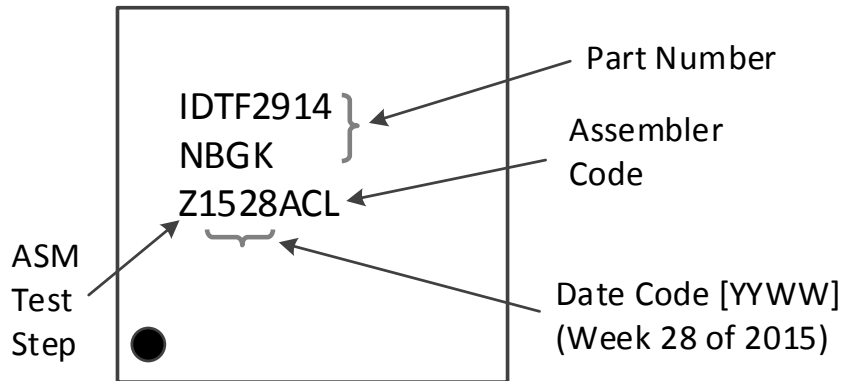 IDTF2914
NBGK
Z1528ACL
Part Number
Assembler
Code
ASM
Test
Step
Date Code [YYWW]
(Week 28 of 2015)